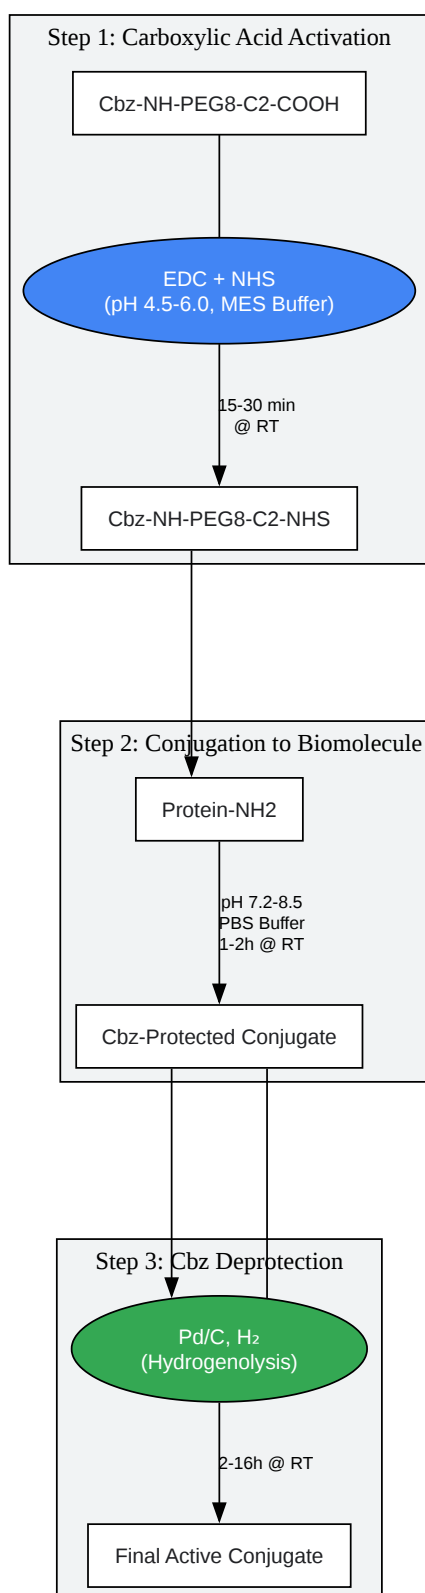 Step 1: Carboxylic Acid Activation
Cbz-NH-PEG8-C2-COOH
EDC + NHS
(pH 4.5-6.0, MES Buffer)
15-30 min
@ RT
Cbz-NH-PEG8-C2-NHS
Step 2: Conjugation to Biomolecule
Protein-NH2
pH 7.2-8.5
PBS Buffer
1-2h @ RT
Cbz-Protected Conjugate
Step 3: Cbz Deprotection
Pd/C, H₂
(Hydrogenolysis)
2-16h @ RT
Final Active Conjugate